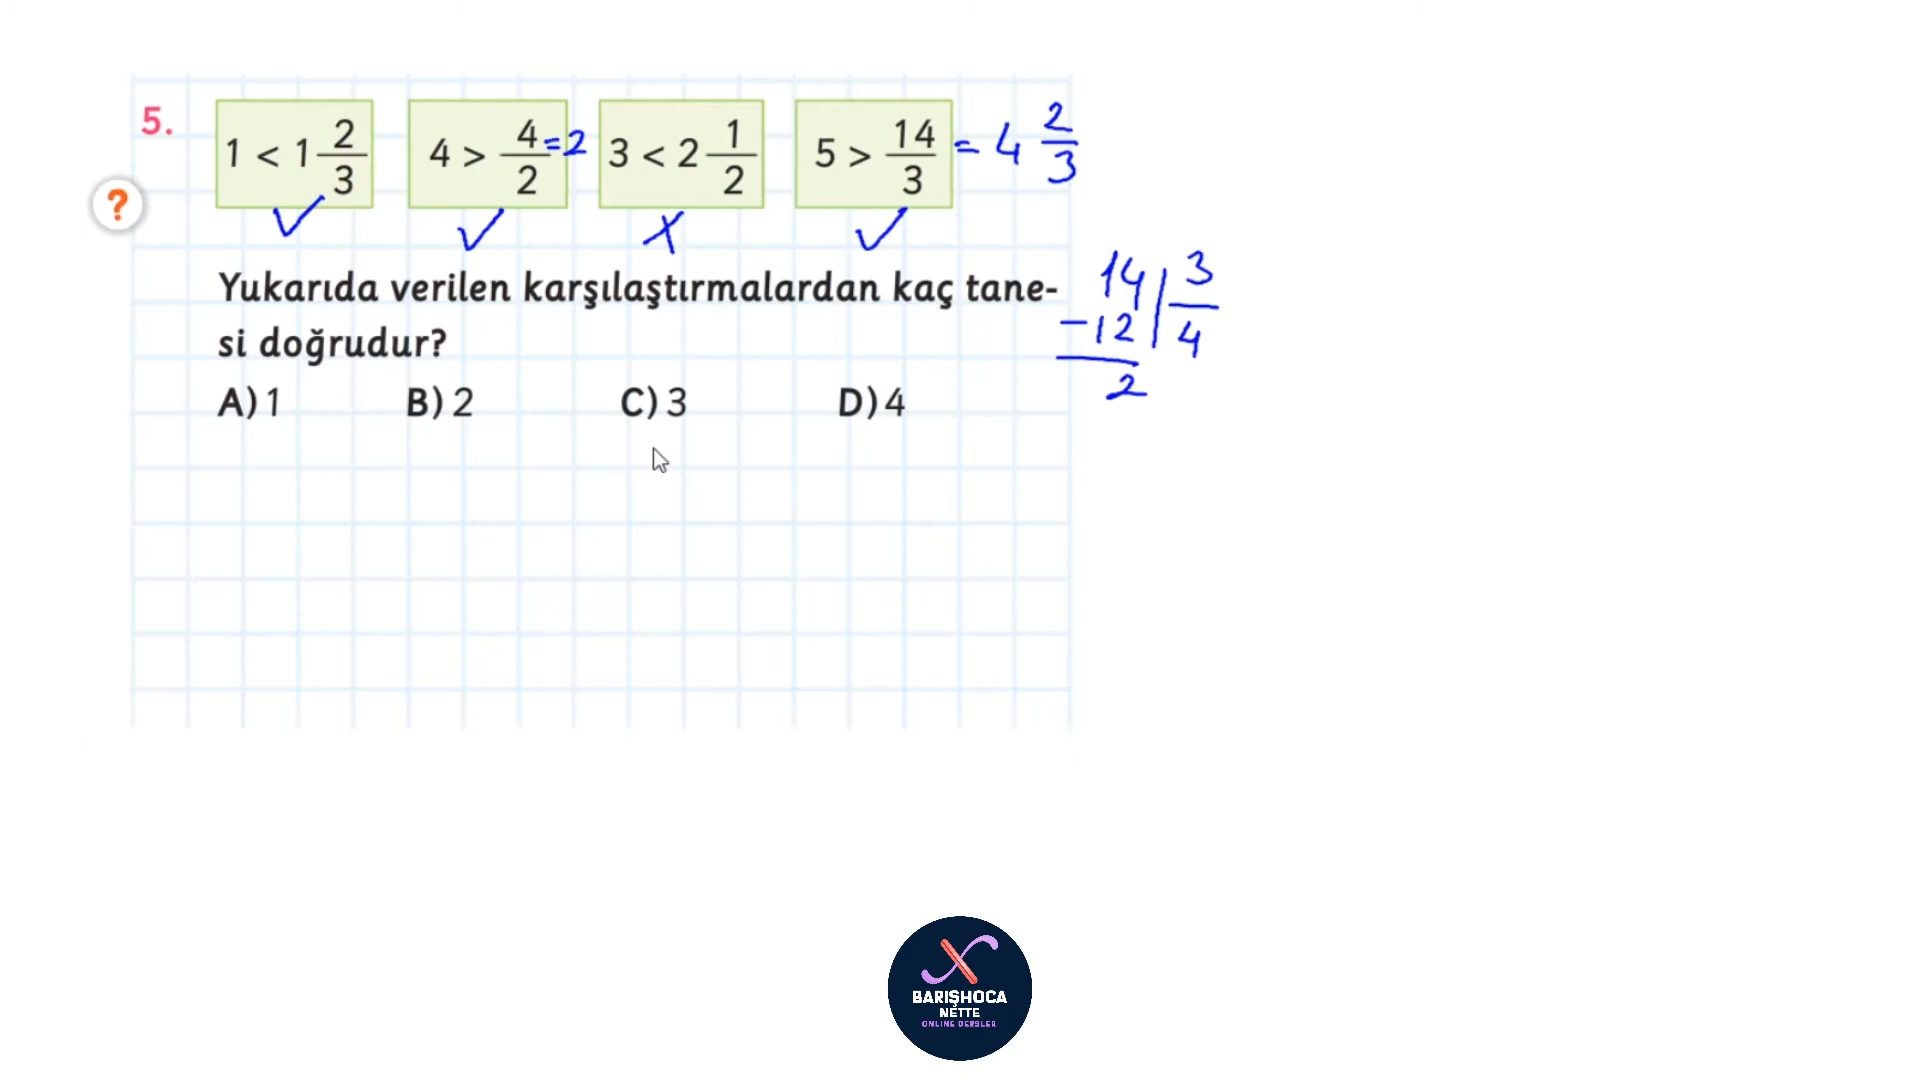 5.
1 < 1 2/3
4 > 4/2 = 2
3 < 2 1/2
5 > 14/3 = 4 2/3
?
✓ ✓ X ✓
Yukarıda verilen karşılaştırmalardan kaç tane-
si doğrudur?
14 | 3
-12 | 4
2
A) 1 B) 2 C) 3 D) 4
BARIŞHOCA
NETTE
ONLINE DERSLER